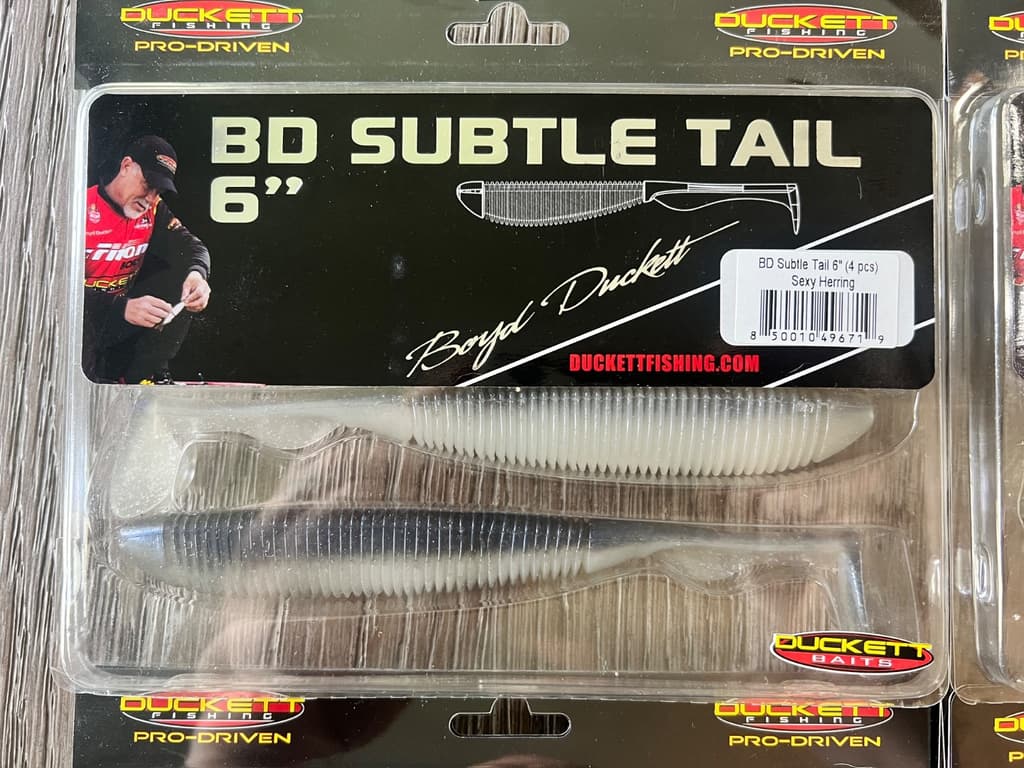 DUCKETT
FISHING
PRO-DRIVEN
DUCKETT
FISHING
PRO-DRIVEN
BD SUBTLE TAIL
6”
Boyd Duckett
BD Subtle Tail 6" (4 pcs)
Sexy Herring
8 50010 49671 9
DUCKETTFISHING.COM
DUCKETT
DUCKETT
BAITS
DUCKETT
FISHING
PRO-DRIVEN
DUCKETT
FISHING
PRO-DRIVEN